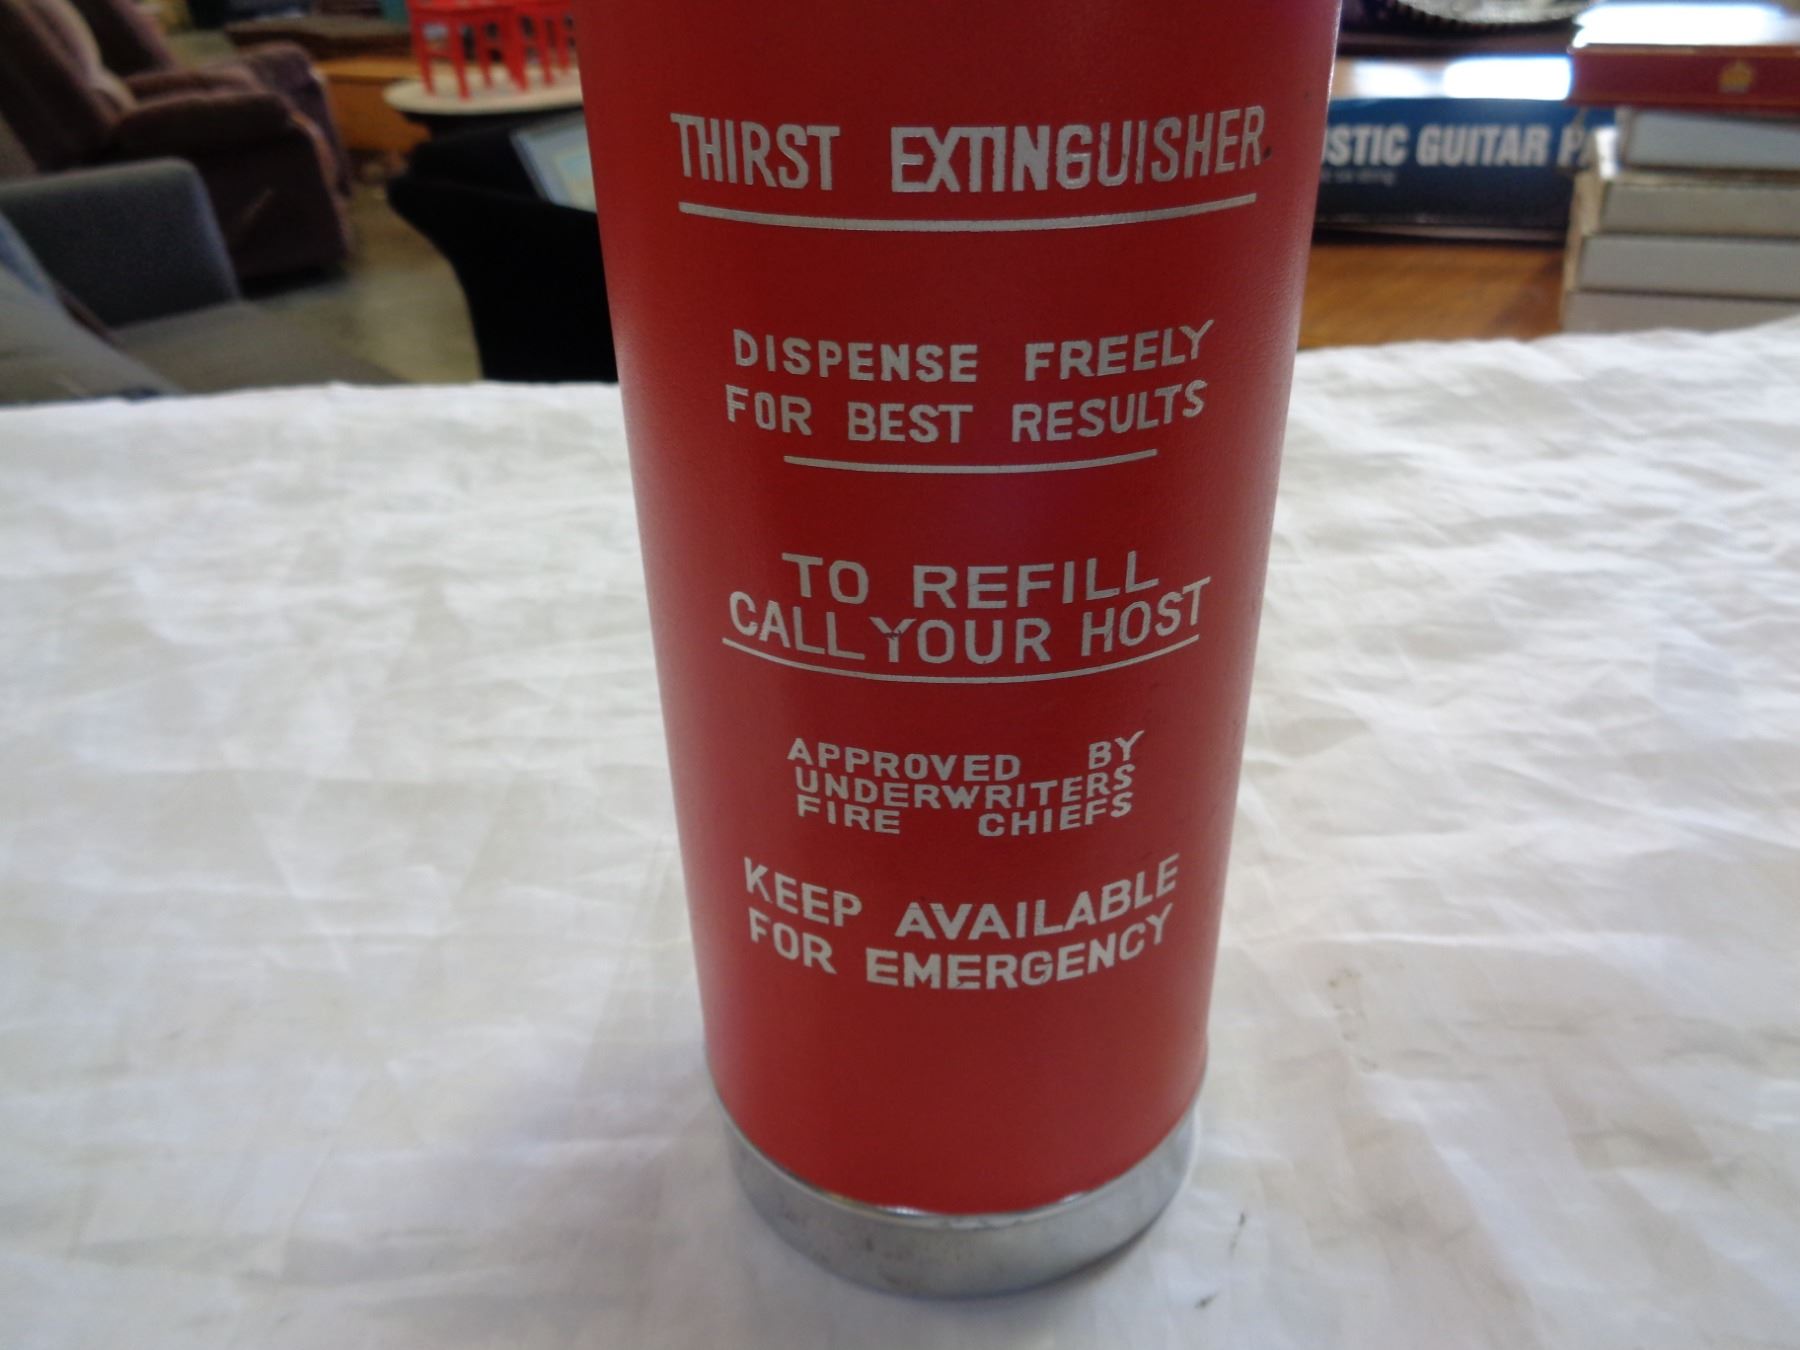 THIRST EXTINGUISHER
DISPENSE FREELY
FOR BEST RESULTS
TO REFILL
CALL YOUR HOST
APPROVED BY
UNDERWRITERS
FIRE CHIEFS
KEEP AVAILABLE
FOR EMERGENCY
GUITAR